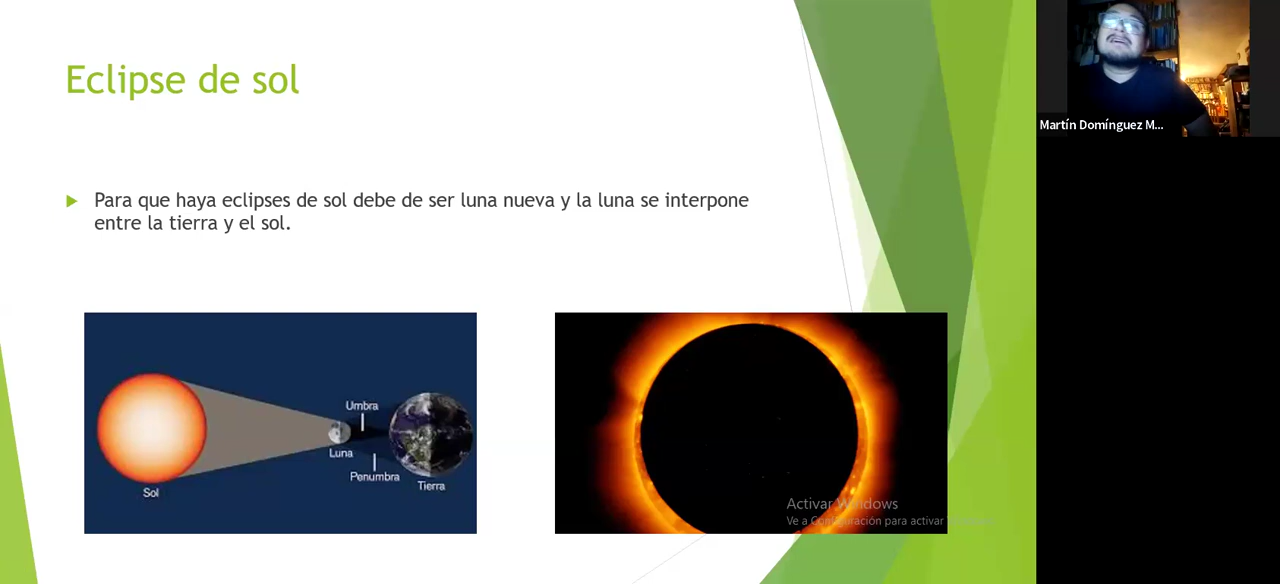 Eclipse de sol
Para que haya eclipses de sol debe de ser luna nueva y la luna se interpone
entre la tierra y el sol.
Umbra
Luna
Penumbra
Tierra
Sol
Activar Windows
Ve a Configuración para activar
Martín Domínguez M...